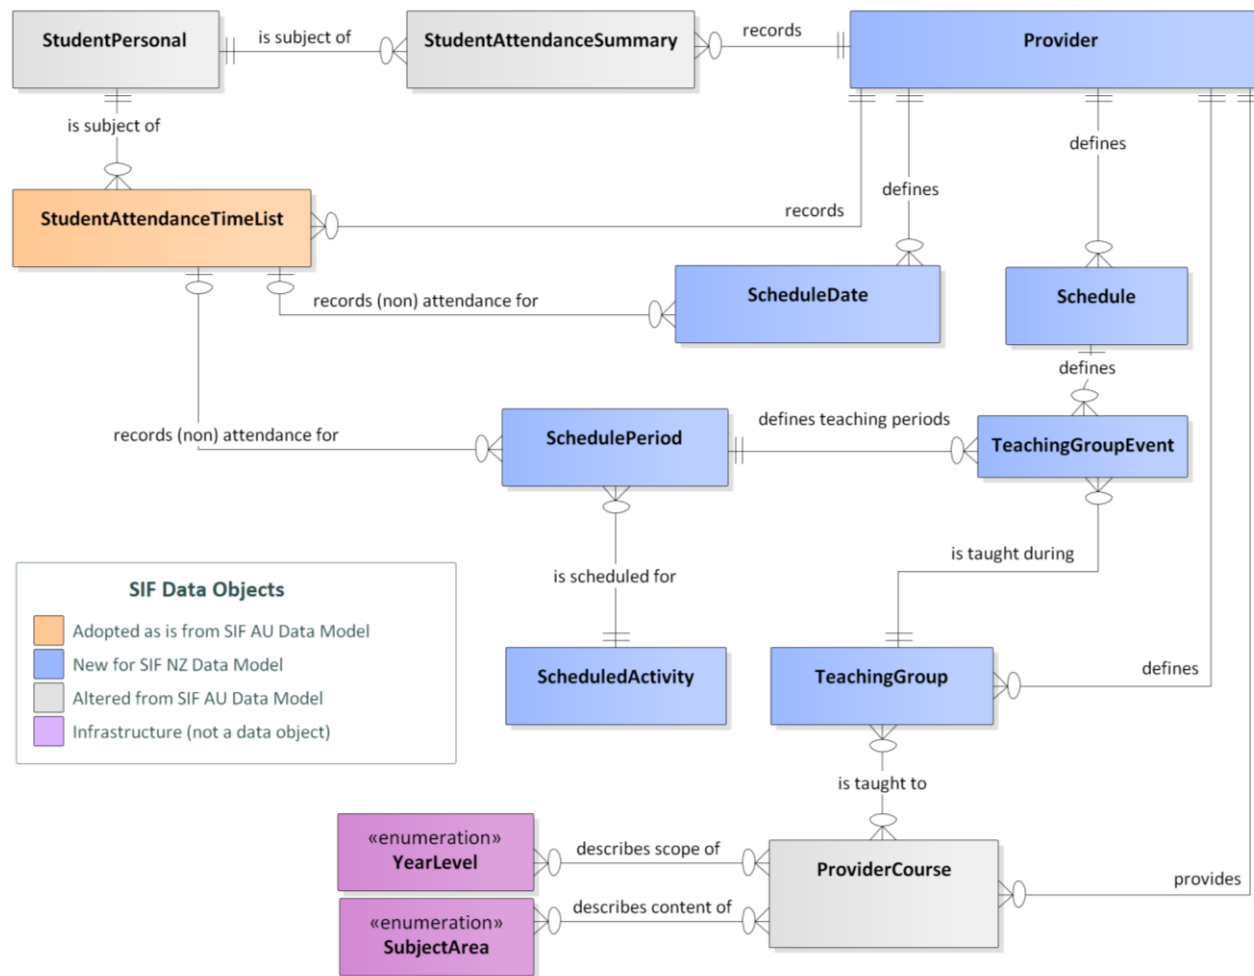 StudentPersonal
is subject of
StudentAttendanceSummary
records
Provider
is subject of
defines
defines
StudentAttendanceTimeList
records
records (non) attendance for
ScheduleDate
Schedule
defines
records (non) attendance for
SchedulePeriod
defines teaching periods
TeachingGroupEvent
is taught during
is scheduled for
SIF Data Objects
Adopted as is from SIF AU Data Model
New for SIF NZ Data Model
Altered from SIF AU Data Model
Infrastructure (not a data object)
ScheduledActivity
TeachingGroup
defines
is taught to
«enumeration»
YearLevel
describes scope of
ProviderCourse
provides
describes content of
«enumeration»
SubjectArea